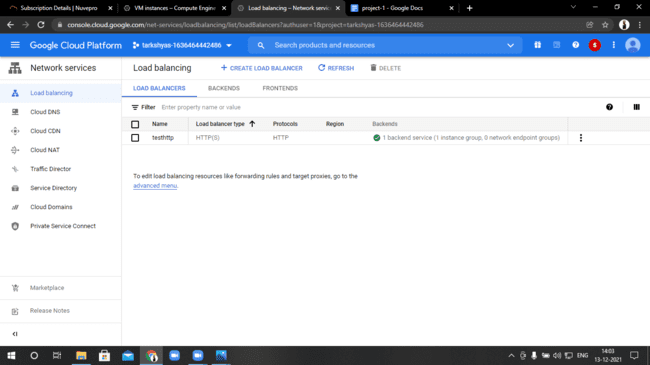 Subscription Details | Nuvepro
VM instances – Compute Engine
Load balancing – Network servic
project-1 - Google Docs
console.cloud.google.com/net-services/loadbalancing/list/loadBalancers?authuser=1&project=tarkshyas-1636464442486
Google Cloud Platform
tarkshyas-1636464442486
Search products and resources
5
Network services
Load balancing
CREATE LOAD BALANCER
REFRESH
DELETE
LOAD BALANCERS
BACKENDS
FRONTENDS
Filter
Enter property name or value
Name
Load balancer type
Protocols
Region
Backends
testhttp
HTTP(S)
HTTP
1 backend service (1 instance group, 0 network endpoint groups)
To edit load balancing resources like forwarding rules and target proxies, go to the
advanced menu.
Load balancing
Cloud DNS
Cloud CDN
Cloud NAT
Traffic Director
Service Directory
Cloud Domains
Private Service Connect
Marketplace
Release Notes
ENG
14:03
13-12-2021